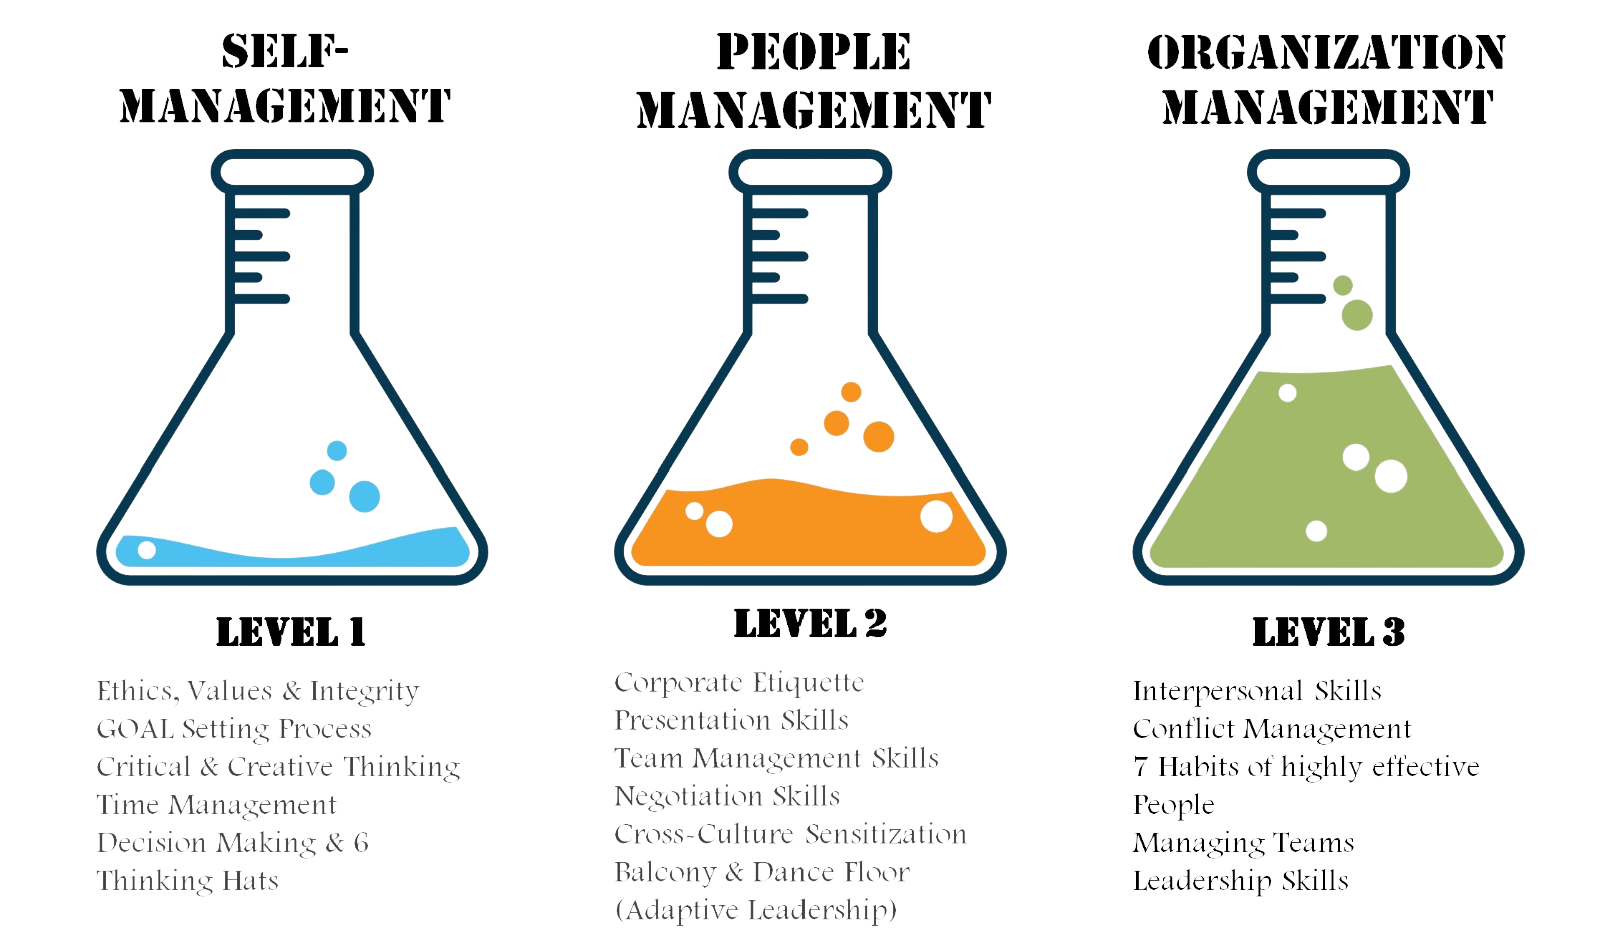 SELF-
MANAGEMENT
LEVEL 1
Ethics, Values & Integrity
GOAL Setting Process
Critical & Creative Thinking
Time Management
Decision Making & 6
Thinking Hats
PEOPLE
MANAGEMENT
LEVEL 2
Corporate Etiquette
Presentation Skills
Team Management Skills
Negotiation Skills
Cross-Culture Sensitization
Balcony & Dance Floor
(Adaptive Leadership)
ORGANIZATION
MANAGEMENT
LEVEL 3
Interpersonal Skills
Conflict Management
7 Habits of highly effective
People
Managing Teams
Leadership Skills